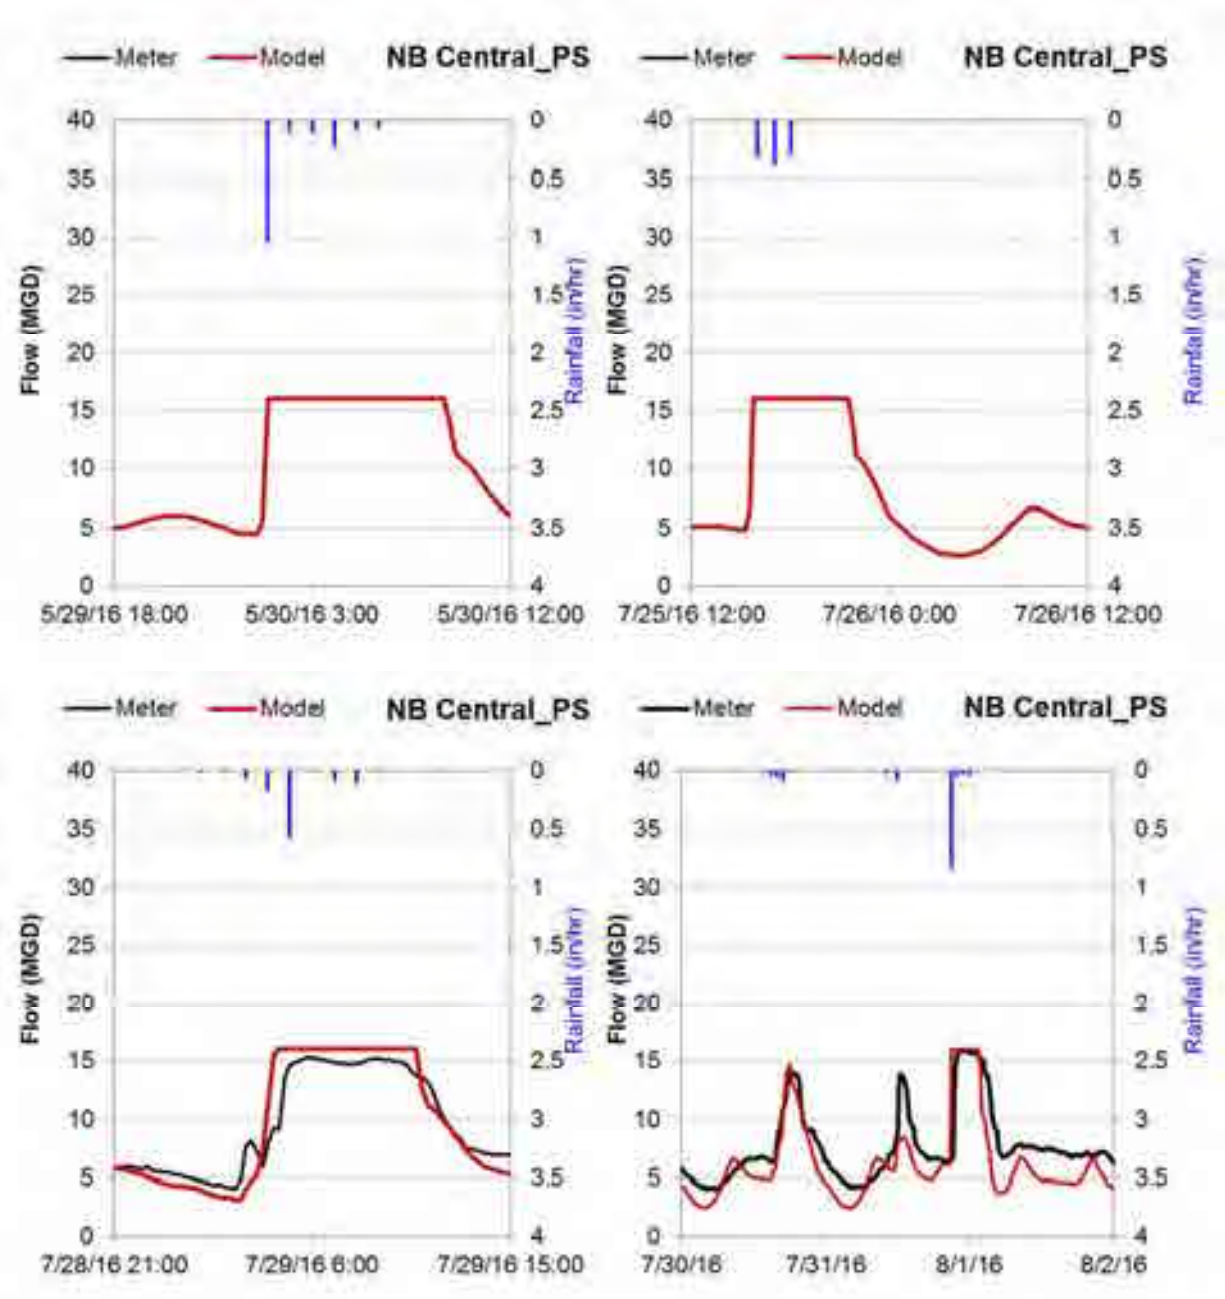 Meter Model NB Central_PS
40 0
35 0.5
30 1
25 1.5
20 2
15 2.5
10 3
5 3.5
0 4
Flow (MGD)
Rainfall (in/hr)
5/29/16 18:00 5/30/16 3:00 5/30/16 12:00
Meter Model NB Central_PS
40 0
35 0.5
30 1
25 1.5
20 2
15 2.5
10 3
5 3.5
0 4
Flow (MGD)
Rainfall (in/hr)
7/25/16 12:00 7/26/16 0:00 7/26/16 12:00
Meter Model NB Central_PS
40 0
35 0.5
30 1
25 1.5
20 2
15 2.5
10 3
5 3.5
0 4
Flow (MGD)
Rainfall (in/hr)
7/28/16 21:00 7/29/16 6:00 7/29/16 15:00
Meter Model NB Central_PS
40 0
35 0.5
30 1
25 1.5
20 2
15 2.5
10 3
5 3.5
0 4
Flow (MGD)
Rainfall (in/hr)
7/30/16 7/31/16 8/1/16 8/2/16